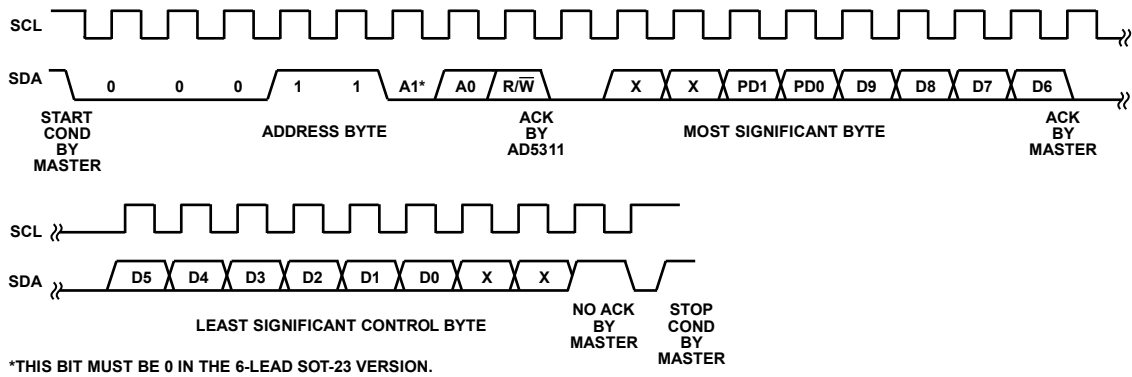 SCL
SDA 0 0 0 1 1 A1* A0 R/W̅ X X PD1 PD0 D9 D8 D7 D6
START
COND
BY
MASTER
ADDRESS BYTE
ACK
BY
AD5311
MOST SIGNIFICANT BYTE
ACK
BY
MASTER
SCL
SDA D5 D4 D3 D2 D1 D0 X X
LEAST SIGNIFICANT CONTROL BYTE
NO ACK
BY
MASTER
STOP
COND
BY
MASTER
*THIS BIT MUST BE 0 IN THE 6-LEAD SOT-23 VERSION.